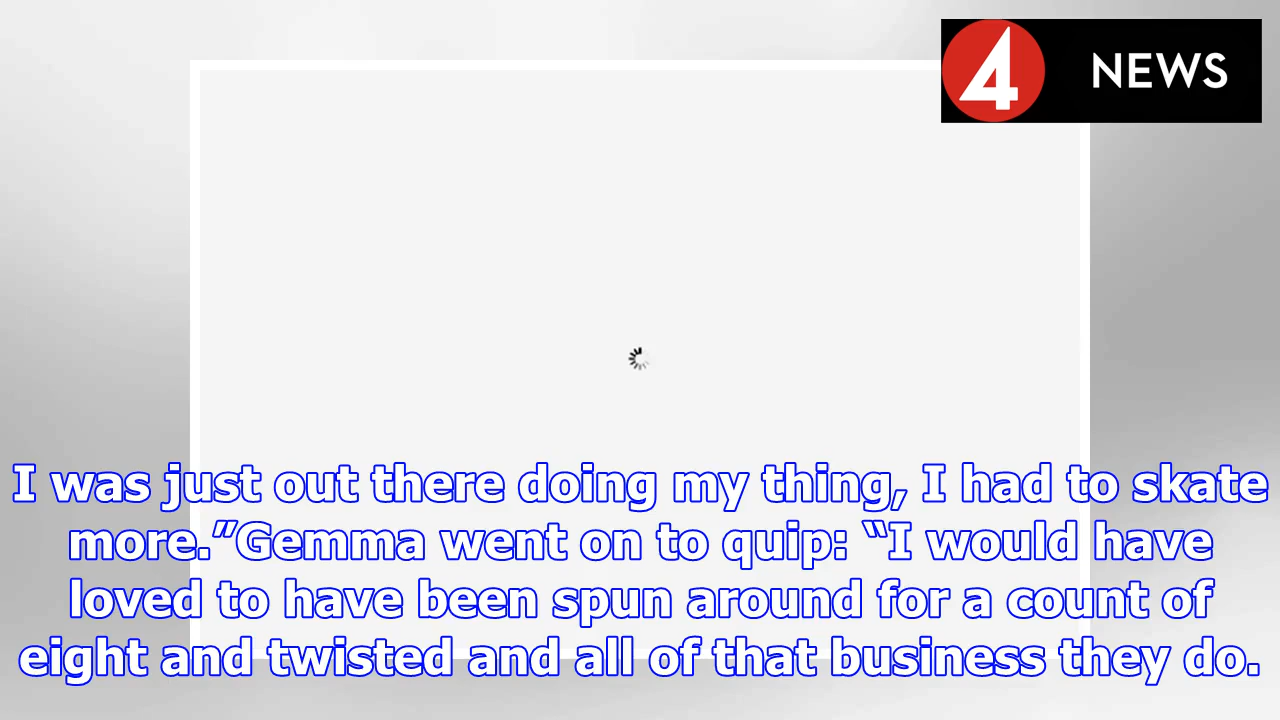 4 NEWS
I was just out there doing my thing, I had to skate
more.”Gemma went on to quip: “I would have
loved to have been spun around for a count of
eight and twisted and all of that business they do.